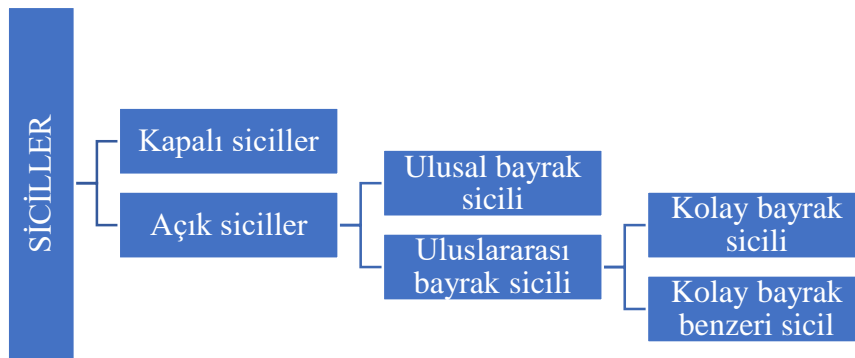 SİCİLLER
Kapalı siciller
Açık siciller
Ulusal bayrak
sicili
Uluslararası
bayrak sicili
Kolay bayrak
sicili
Kolay bayrak
benzeri sicil